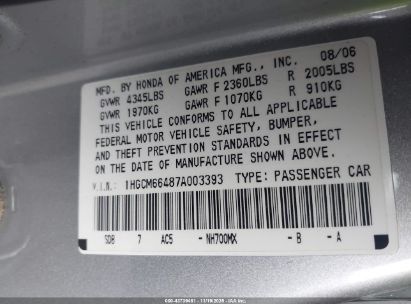 MFD. BY HONDA OF AMERICA MFG., INC. 08/06
GVWR 4345LBS GAWR F 2360LBS R 2005LBS
GVWR 1970KG GAWR F 1070KG R 910KG
THIS VEHICLE CONFORMS TO ALL APPLICABLE
FEDERAL MOTOR VEHICLE SAFETY, BUMPER,
AND THEFT PREVENTION STANDARDS IN EFFECT
ON THE DATE OF MANUFACTURE SHOWN ABOVE.
V.I.N.: 1HGCM66487A003393 TYPE: PASSENGER CAR
SDB 7 AC5 - NH700MX - B - A